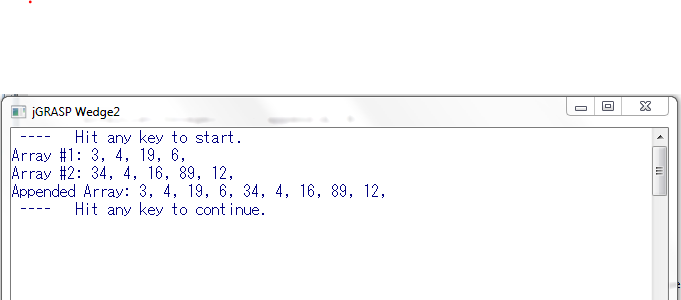 jGRASP Wedge2
---- Hit any key to start.
Array #1: 3, 4, 19, 6,
Array #2: 34, 4, 16, 89, 12,
Appended Array: 3, 4, 19, 6, 34, 4, 16, 89, 12,
---- Hit any key to continue.